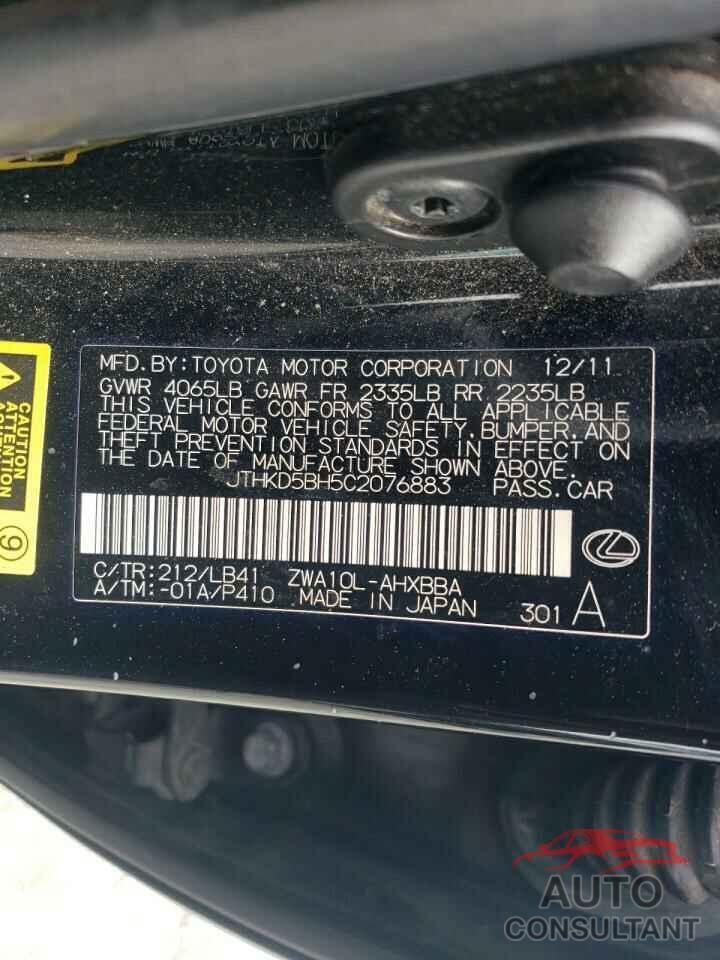 MFD.BY:TOYOTA MOTOR CORPORATION 12/11
GVWR 4065LB GAWR FR 2335LB RR 2235LB
THIS VEHICLE CONFORMS TO ALL APPLICABLE
FEDERAL MOTOR VEHICLE SAFETY, BUMPER, AND
THEFT PREVENTION STANDARDS IN EFFECT ON
THE DATE OF MANUFACTURE SHOWN ABOVE.
JTHKD5BH5C2076883 PASS.CAR
C/TR:212/LB41 ZWA10L-AHXBBA
A/TM:-01A/P410 MADE IN JAPAN 301 A
CAUTION
ATTENTION
9
AUTO
CONSULTANT